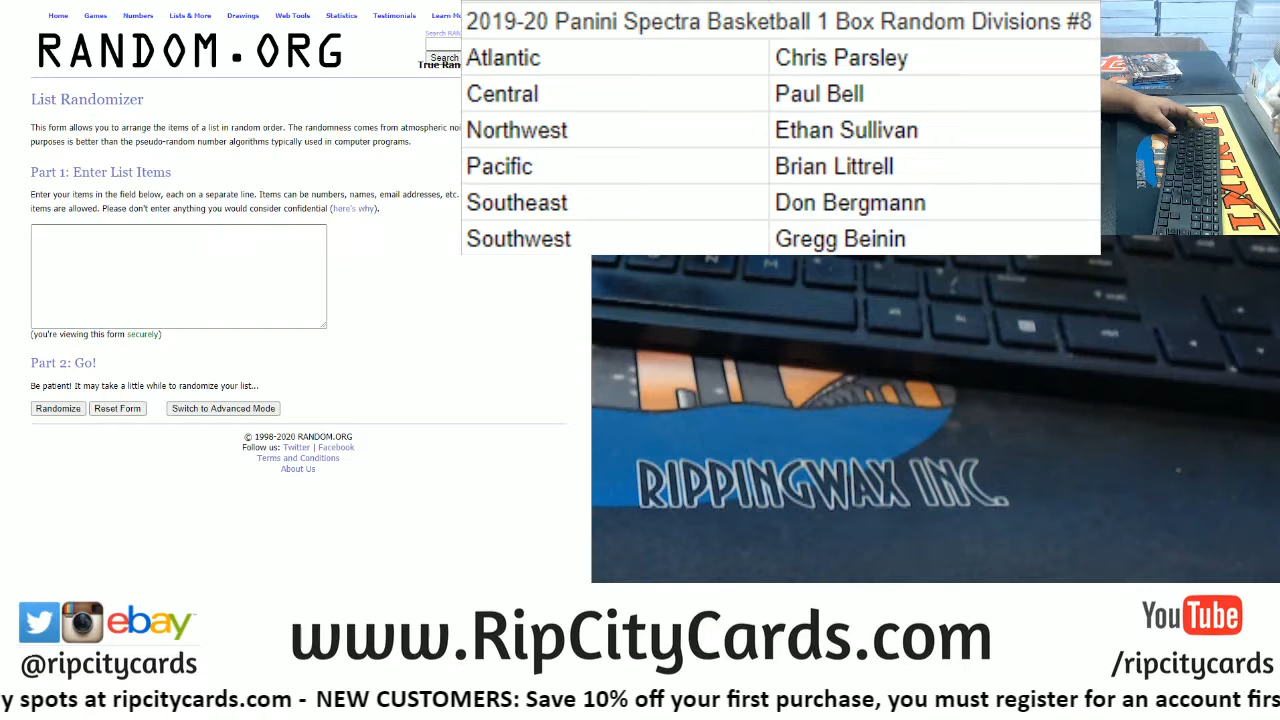 Home Games Numbers Lists & More Drawings Web Tools Statistics Testimonials Learn
RANDOM.ORG
Search RAN
Search
True Ran
List Randomizer
This form allows you to arrange the items of a list in random order. The randomness comes from atmospheric
purposes is better than the pseudo-random number algorithms typically used in computer programs.
Part 1: Enter List Items
Enter your items in the field below, each on a separate line. Items can be numbers, names, email addresses, etc.
items are allowed. Please don't enter anything you would consider confidential (here's why).
(you're viewing this form securely)
Part 2: Go!
Be patient! It may take a little while to randomize your list...
Randomize Reset Form Switch to Advanced Mode
© 1998-2020 RANDOM.ORG
Follow us: Twitter | Facebook
Terms and Conditions
About Us
2019-20 Panini Spectra Basketball 1 Box Random Divisions #8
Atlantic Chris Parsley
Central Paul Bell
Northwest Ethan Sullivan
Pacific Brian Littrell
Southeast Don Bergmann
Southwest Gregg Beinin
RIPPINGWAX INC.
ebay
@ripcitycards
www.RipCityCards.com
YouTube
/ripcitycards
y spots at ripcitycards.com - NEW CUSTOMERS: Save 10% off your first purchase, you must register for an account firs